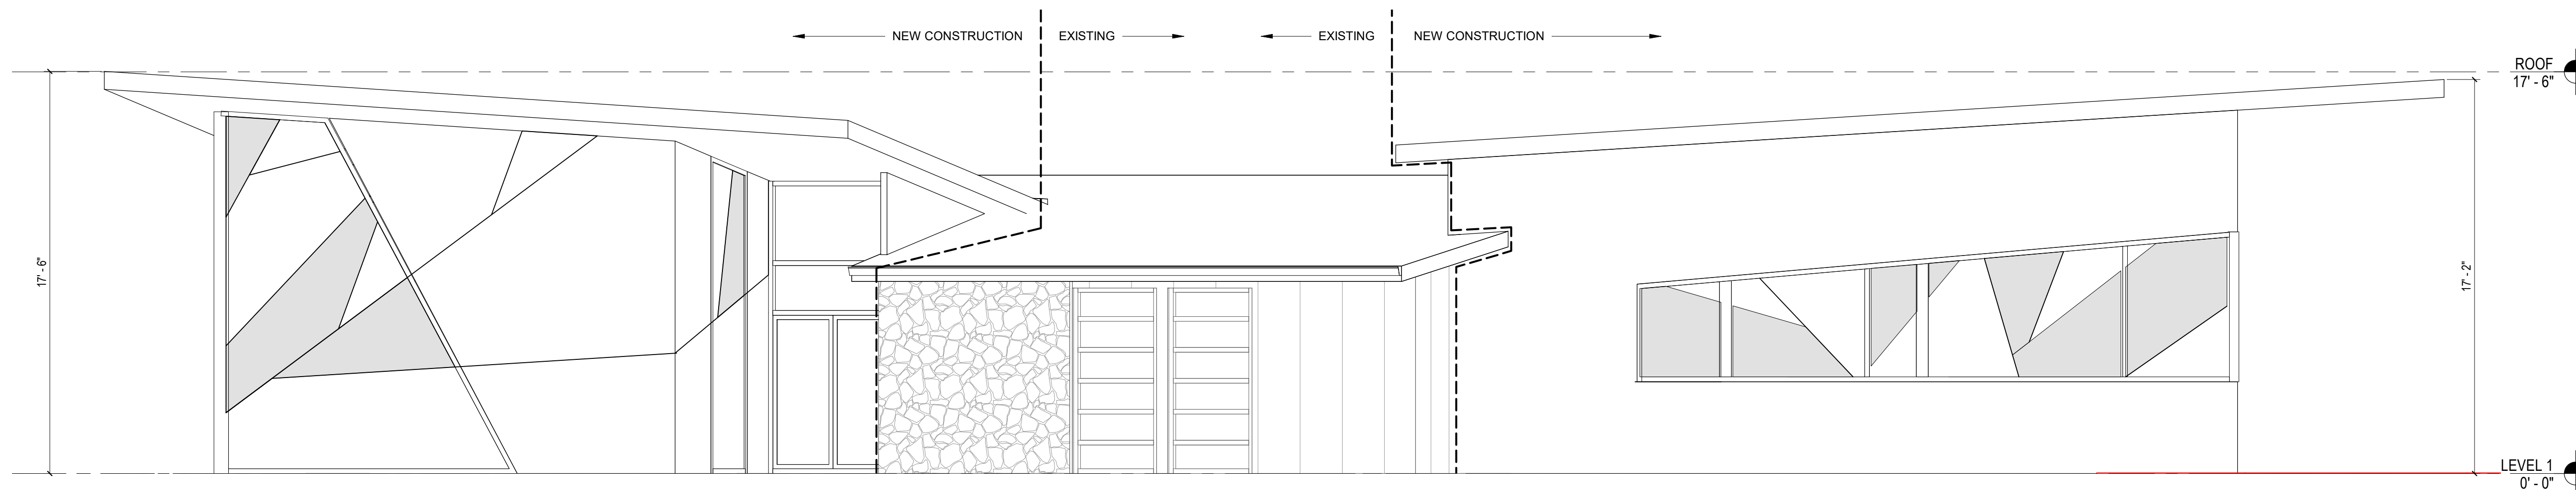 NEW CONSTRUCTION
EXISTING
EXISTING
NEW CONSTRUCTION
ROOF
17' - 6"
17' - 6"
17' - 2"
LEVEL 1
0' - 0"